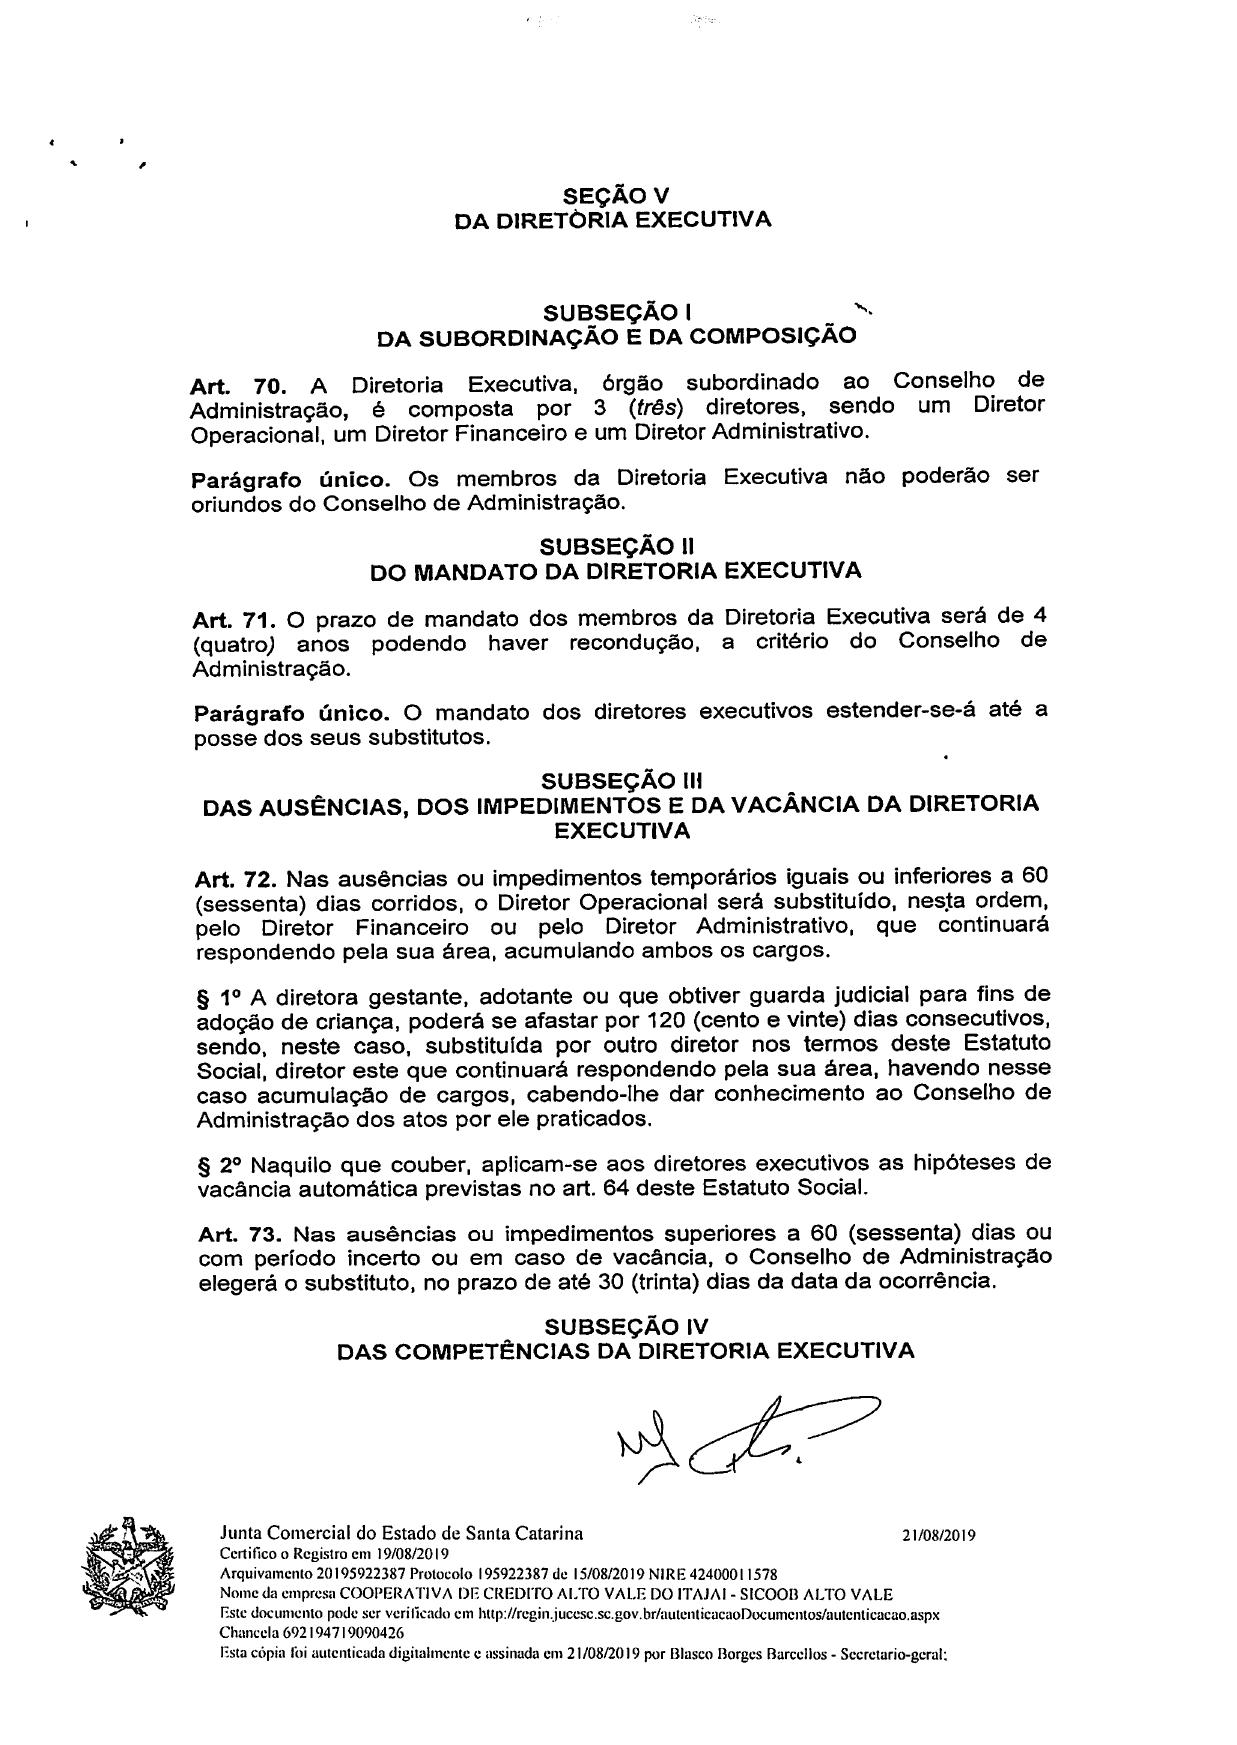 SEÇÃO V
DA DIRETÒRIA EXECUTIVA
SUBSEÇÃO I
DA SUBORDINAÇÃO E DA COMPOSIÇÃO
Art. 70. A Diretoria Executiva, órgão subordinado ao Conselho de
Administração, é composta por 3 (três) diretores, sendo um Diretor
Operacional, um Diretor Financeiro e um Diretor Administrativo.
Parágrafo único. Os membros da Diretoria Executiva não poderão ser
oriundos do Conselho de Administração.
SUBSEÇÃO II
DO MANDATO DA DIRETORIA EXECUTIVA
Art. 71. O prazo de mandato dos membros da Diretoria Executiva será de 4
(quatro) anos podendo haver recondução, a critério do Conselho de
Administração.
Parágrafo único. O mandato dos diretores executivos estender-se-á até a
posse dos seus substitutos.
SUBSEÇÃO III
DAS AUSÊNCIAS, DOS IMPEDIMENTOS E DA VACÂNCIA DA DIRETORIA
EXECUTIVA
Art. 72. Nas ausências ou impedimentos temporários iguais ou inferiores a 60
(sessenta) dias corridos, o Diretor Operacional será substituído, nesta ordem,
pelo Diretor Financeiro ou pelo Diretor Administrativo, que continuará
respondendo pela sua área, acumulando ambos os cargos.
§ 1º A diretora gestante, adotante ou que obtiver guarda judicial para fins de
adoção de criança, poderá se afastar por 120 (cento e vinte) dias consecutivos,
sendo, neste caso, substituída por outro diretor nos termos deste Estatuto
Social, diretor este que continuará respondendo pela sua área, havendo nesse
caso acumulação de cargos, cabendo-lhe dar conhecimento ao Conselho de
Administração dos atos por ele praticados.
§ 2º Naquilo que couber, aplicam-se aos diretores executivos as hipóteses de
vacância automática previstas no art. 64 deste Estatuto Social.
Art. 73. Nas ausências ou impedimentos superiores a 60 (sessenta) dias ou
com período incerto ou em caso de vacância, o Conselho de Administração
elegerá o substituto, no prazo de até 30 (trinta) dias da data da ocorrência.
SUBSEÇÃO IV
DAS COMPETÊNCIAS DA DIRETORIA EXECUTIVA
Junta Comercial do Estado de Santa Catarina 21/08/2019
Certifico o Registro em 19/08/2019
Arquivamento 20195922387 Protocolo 195922387 de 15/08/2019 NIRE 42400011578
Nome da empresa COOPERATIVA DE CREDITO ALTO VALE DO ITAJAI - SICOOB ALTO VALE
Este documento pode ser verificado em http://regin.jucesc.sc.gov.br/autenticacaoDocumentos/autenticacao.aspx
Chancela 692194719090426
Esta cópia foi autenticada digitalmente e assinada em 21/08/2019 por Blasco Borges Barcellos - Secretario-geral;